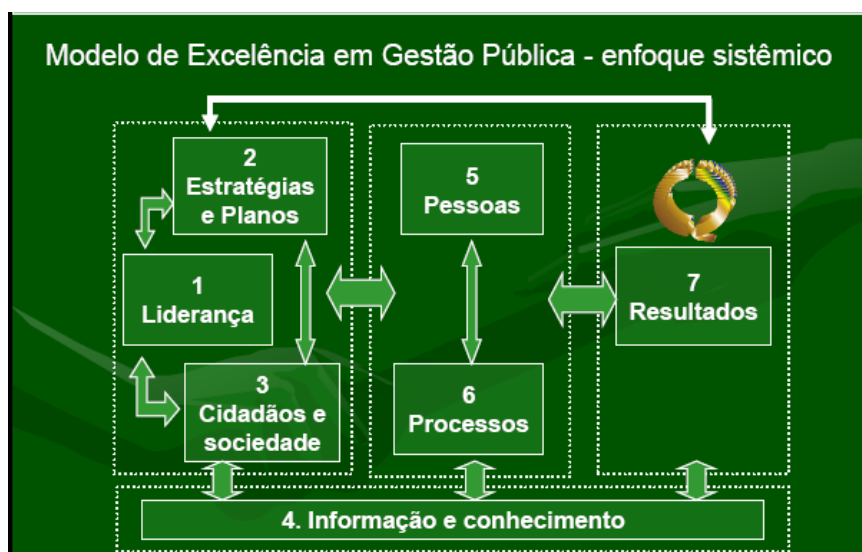 Modelo de Excelência em Gestão Pública - enfoque sistêmico
2
Estratégias
e Planos
1
Liderança
3
Cidadãos e
sociedade
5
Pessoas
6
Processos
7
Resultados
4. Informação e conhecimento